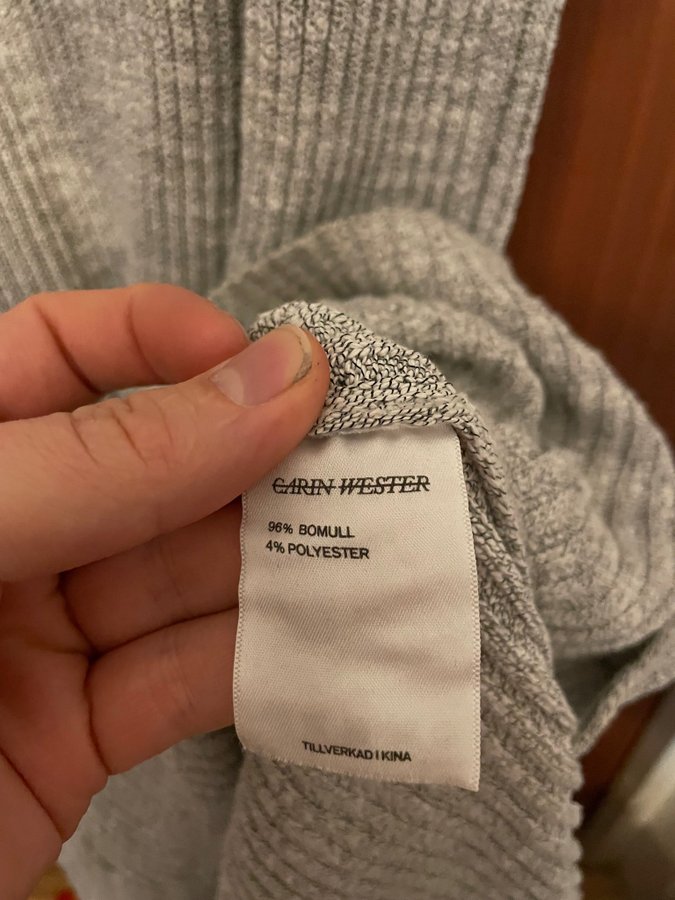 CARIN WESTER
96% BOMULL
4% POLYESTER
TILLVERKAD I KINA